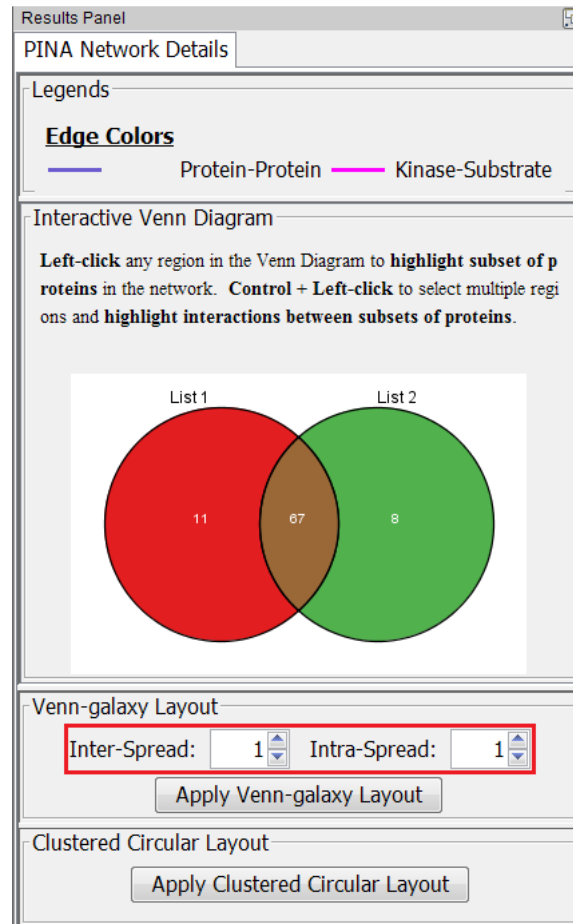 Results Panel
PINA Network Details
Legends
Edge Colors
Protein-Protein Kinase-Substrate
Interactive Venn Diagram
Left-click any region in the Venn Diagram to highlight subset of p
roteins in the network. Control + Left-click to select multiple regi
ons and highlight interactions between subsets of proteins.
List 1 List 2
11 67 8
Venn-galaxy Layout
Inter-Spread: 1 Intra-Spread: 1
Apply Venn-galaxy Layout
Clustered Circular Layout
Apply Clustered Circular Layout